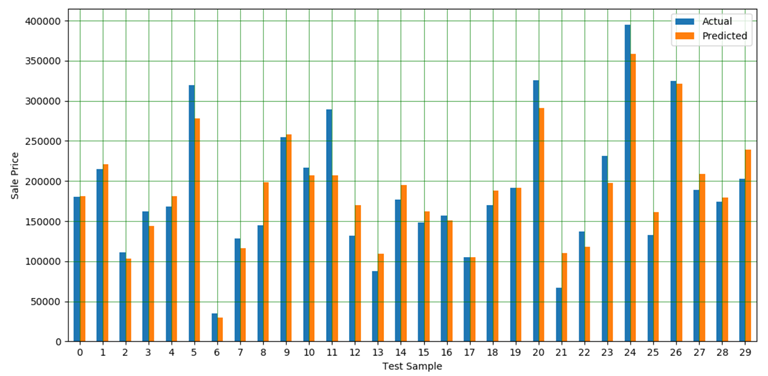 400000
350000
300000
250000
200000
150000
100000
50000
0
Sale Price
Actual
Predicted
0 1 2 3 4 5 6 7 8 9 10 11 12 13 14 15 16 17 18 19 20 21 22 23 24 25 26 27 28 29
Test Sample